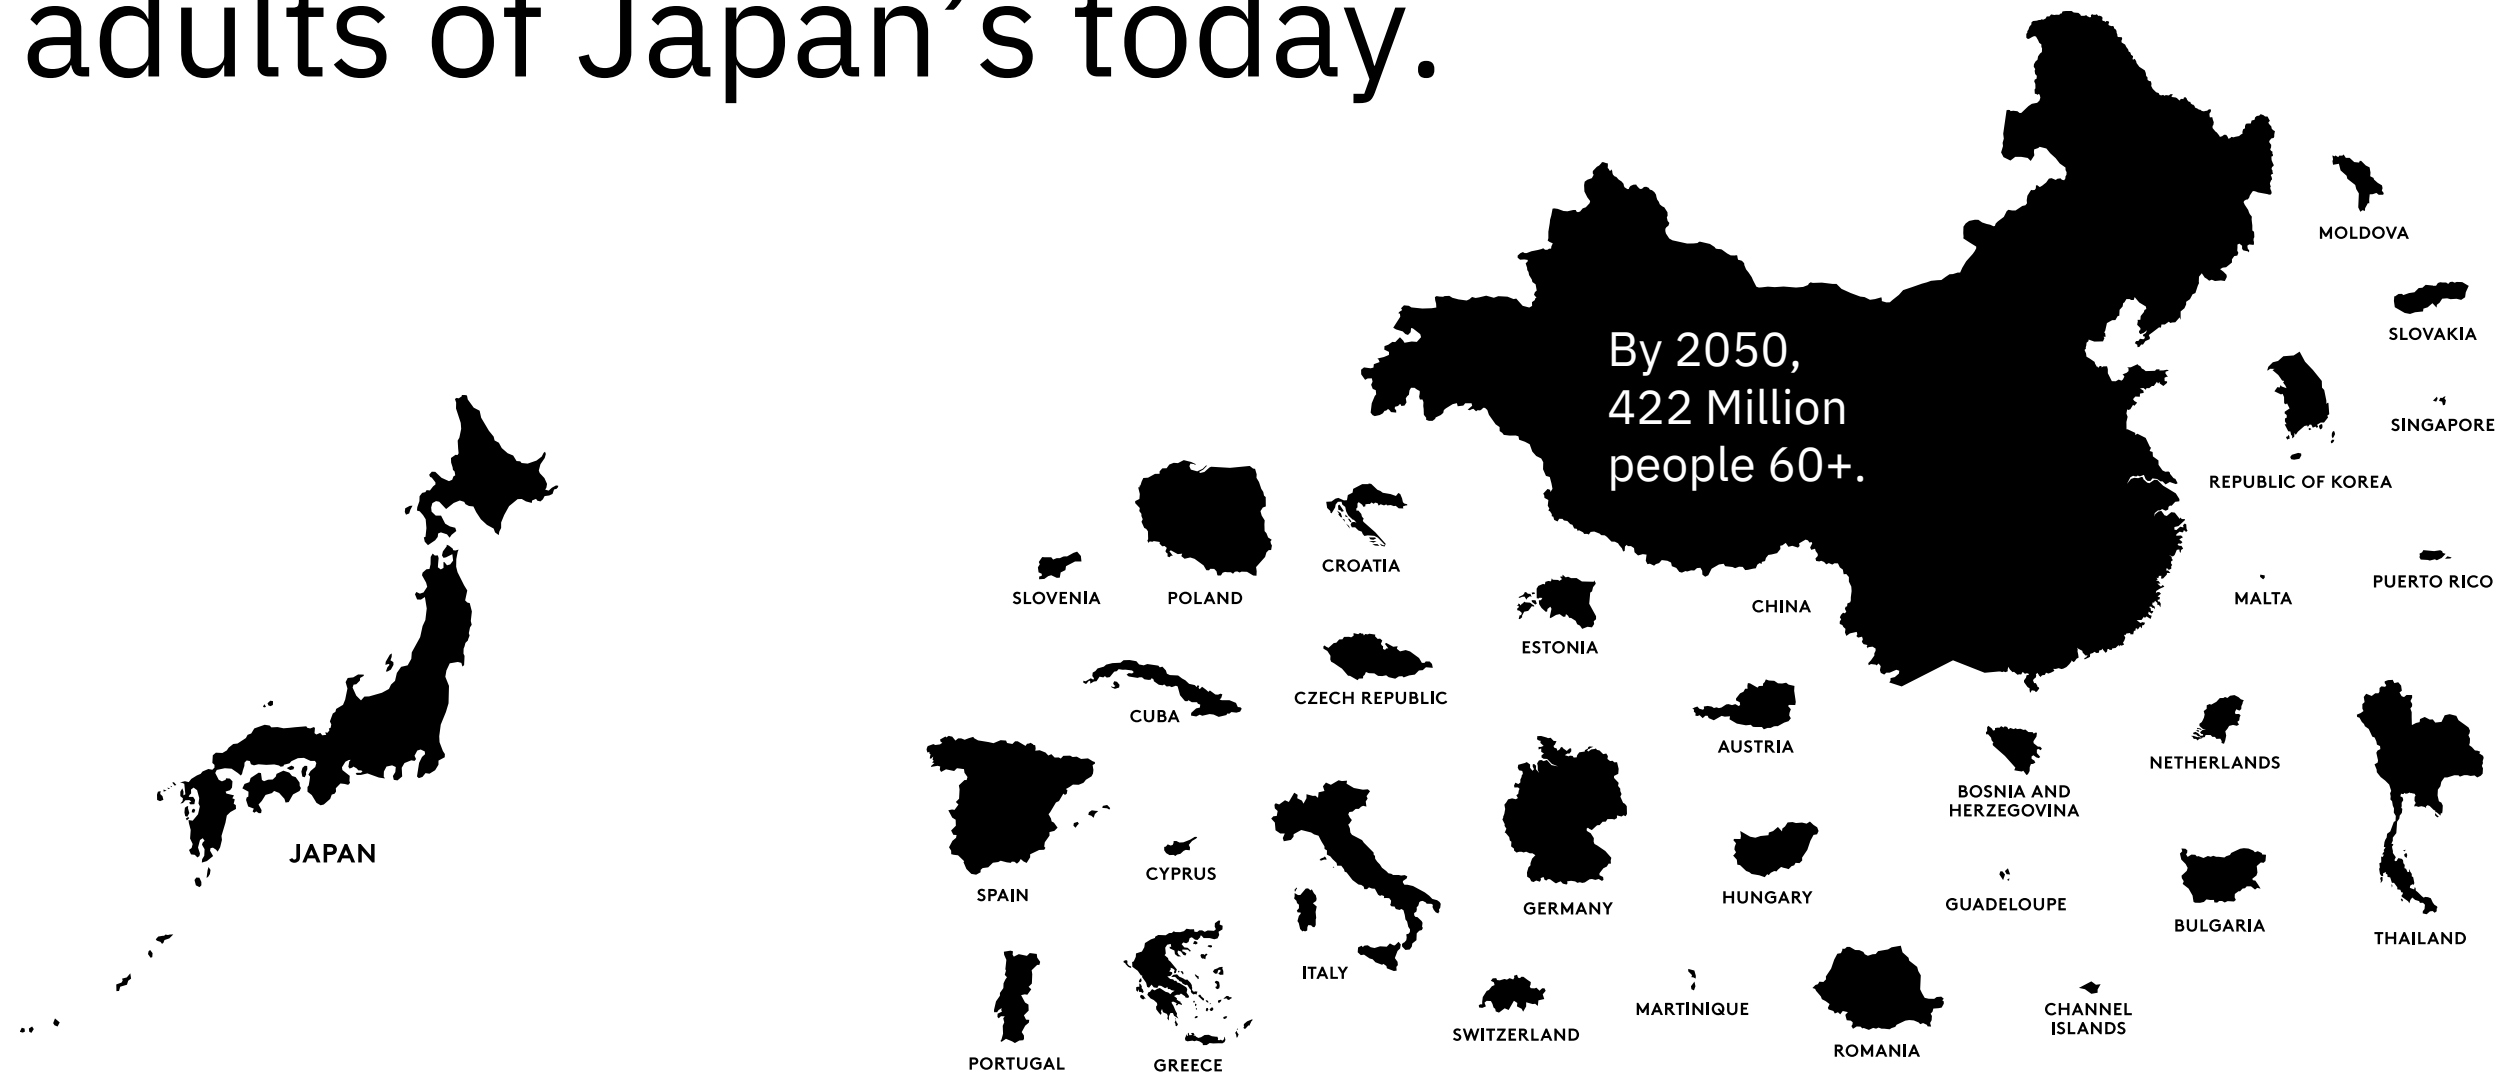 adults of Japan’s today.
MOLDOVA
SLOVAKIA
By 2050,
422 Million
people 60+.
SINGAPORE
REPUBLIC OF KOREA
CROATIA
SLOVENIA
POLAND
CHINA
MALTA
PUERTO RICO
ESTONIA
CZECH REPUBLIC
CUBA
AUSTRIA
NETHERLANDS
BOSNIA AND
HERZEGOVINA
JAPAN
SPAIN
CYPRUS
GERMANY
HUNGARY
GUADELOUPE
BULGARIA
THAILAND
ITALY
PORTUGAL
GREECE
SWITZERLAND
MARTINIQUE
ROMANIA
CHANNEL
ISLANDS